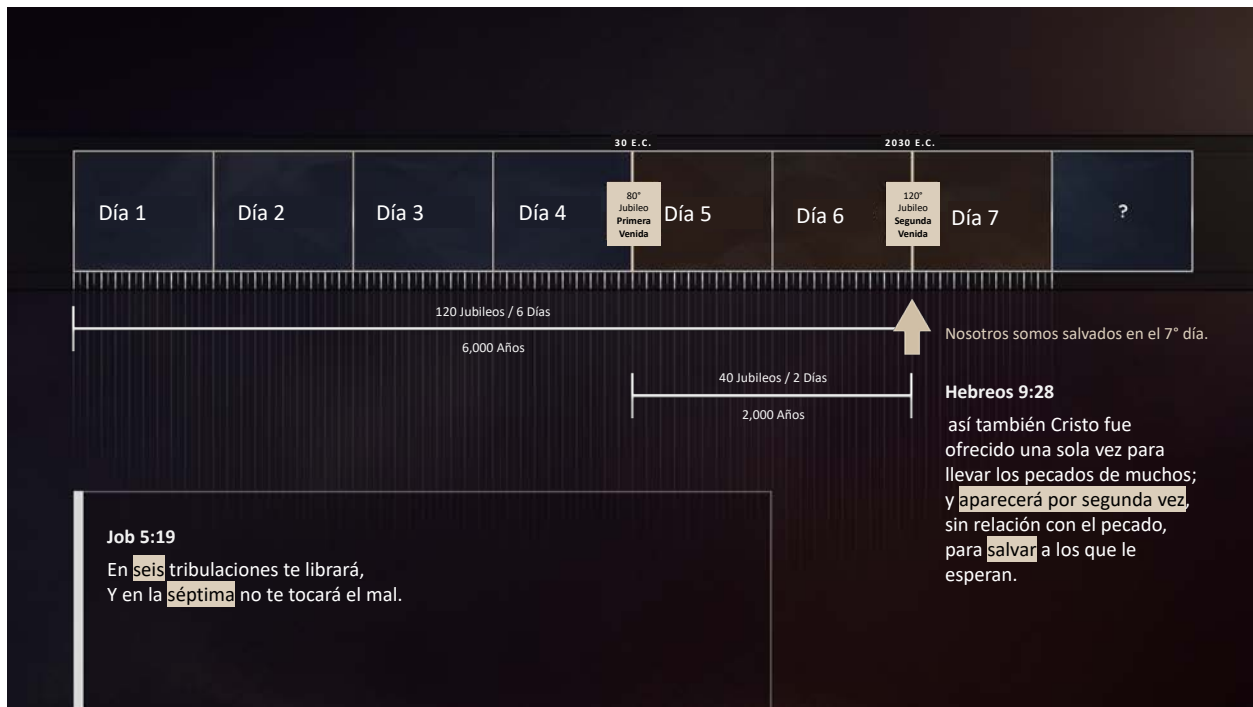 30 E.C.
2030 E.C.
Día 1
Día 2
Día 3
Día 4
80°
Jubileo
Primera
Venida
Día 5
Día 6
120°
Jubileo
Segunda
Venida
Día 7
?
120 Jubileos / 6 Días
6,000 Años
Nosotros somos salvados en el 7° día.
40 Jubileos / 2 Días
2,000 Años
Hebreos 9:28
así también Cristo fue
ofrecido una sola vez para
llevar los pecados de muchos;
y aparecerá por segunda vez,
sin relación con el pecado,
para salvar a los que le
esperan.
Job 5:19
En seis tribulaciones te librará,
Y en la séptima no te tocará el mal.